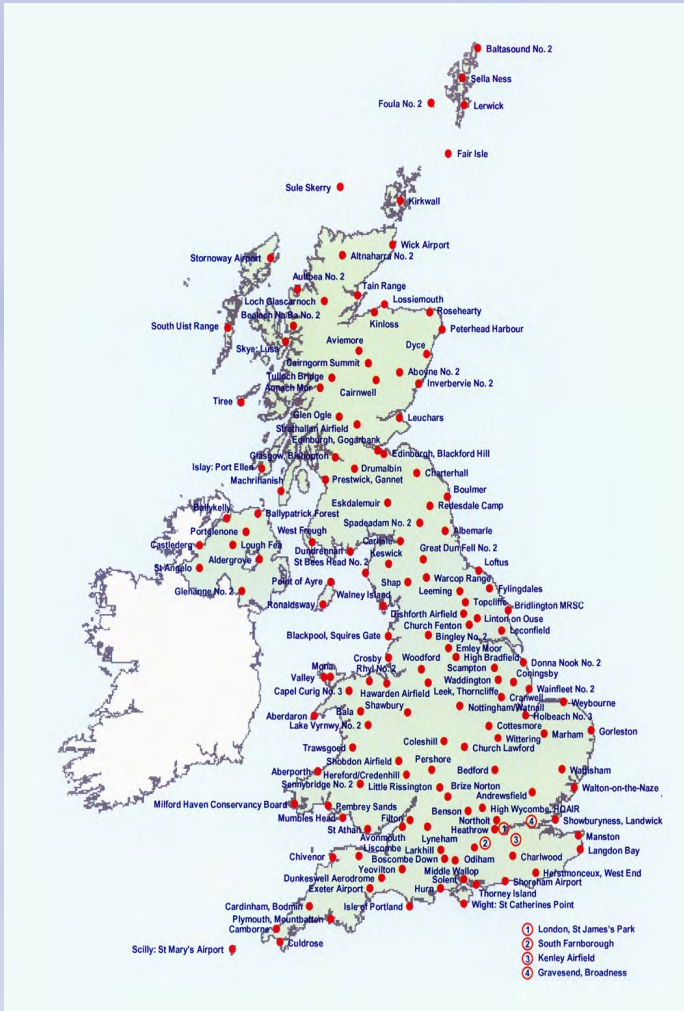 Baltasound No. 2
Sella Ness
Foula No. 2
Lerwick
Fair Isle
Sule Skerry
Kirkwall
Wick Airport
Stornoway Airport
Altnaharra No. 2
Aultbea No. 2
Tain Range
Loch Glascarnoch
Lossiemouth
Bealach Na Ba No. 2
Kinloss
Rosehearty
South Uist Range
Peterhead Harbour
Skye: Lusa
Aviemore
Dyce
Cairngorm Summit
Aboyne No. 2
Tulloch Bridge
Aonach Mor
Cairnwell
Inverbervie No. 2
Tiree
Glen Ogle
Leuchars
Strathallan Airfield
Edinburgh, Gogarbank
Glasgow, Bishopton
Edinburgh, Blackford Hill
Islay: Port Ellen
Drumalbin
Charterhall
Machrihanish
Prestwick, Gannet
Boulmer
Ballykelly
Ballypatrick Forest
Eskdalemuir
Redesdale Camp
Portglenone
West Freugh
Spadeadam No. 2
Albemarle
Castlederg
Lough Fea
Dundrennan
Carlisle
Aldergrove
St Bees Head No. 2
Keswick
Great Dun Fell No. 2
Loftus
St Angelo
Point of Ayre
Shap
Warcop Range
Fylingdales
Glenanne No. 2
Walney Island
Leeming
Ronaldsway
Topcliffe
Bridlington MRSC
Dishforth Airfield
Linton on Ouse
Church Fenton
Leconfield
Blackpool, Squires Gate
Bingley No. 2
Emley Moor
Crosby
Woodford
High Bradfield
Donna Nook No. 2
Mona
Rhyl No. 2
Scampton
Valley
Waddington
Coningsby
Capel Curig No. 3
Hawarden Airfield
Leek, Thorncliffe
Cranwell
Wainfleet No. 2
Weybourne
Bala
Shawbury
Nottingham/Watnall
Holbeach No. 3
Aberdaron
Lake Vyrnwy No. 2
Cottesmore
Gorleston
Trawsgoed
Coleshill
Wittering
Marham
Church Lawford
Shobdon Airfield
Pershore
Aberporth
Hereford/Credenhill
Bedford
Wattisham
Sennybridge No. 2
Little Rissington
Brize Norton
Andrewsfield
Walton-on-the-Naze
Milford Haven Conservancy Board
Pembrey Sands
High Wycombe, HQAIR
Mumbles Head
Filton
Benson
Northolt
4
Showburyness, Landwick
St Athan
Avonmouth
Lyneham
Heathrow
1
Manston
Liscombe
Larkhill
2
3
Langdon Bay
Chivenor
Boscombe Down
Odiham
Charlwood
Yeovilton
Middle Wallop
Herstmonceux, West End
Dunkeswell Aerodrome
Solent
Exeter Airport
Hurn
Thorney Island
Shoreham Airport
Cardinham, Bodmin
Isle of Portland
Wight: St Catherines Point
Plymouth, Mountbatten
Camborne
Culdrose
Scilly: St Mary's Airport
1 London, St James's Park
2 South Farnborough
3 Kenley Airfield
4 Gravesend, Broadness